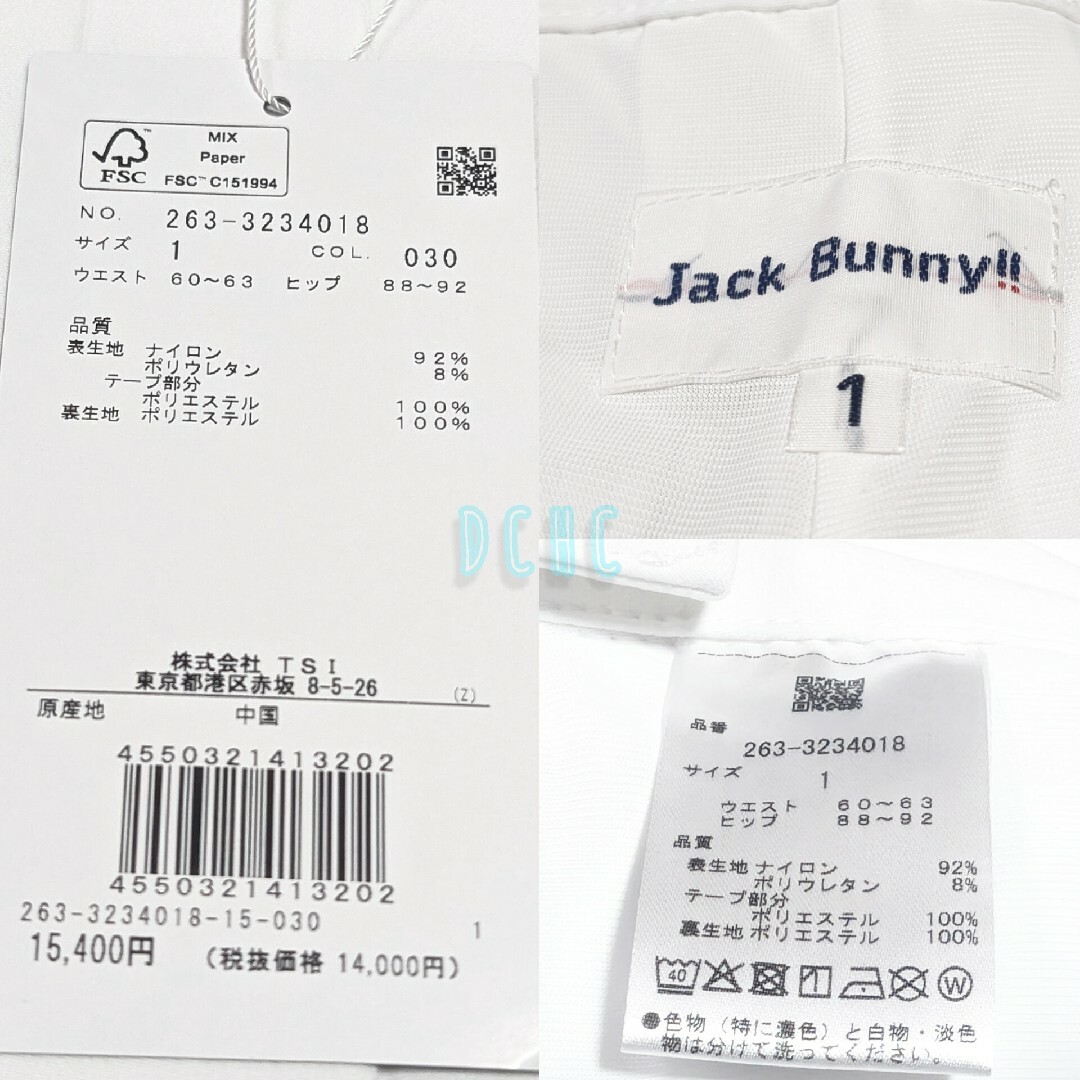 MIX
Paper
FSC™ C151994
FSC
NO. 263-3234018
サイズ 1 COL. 030
ウエスト 60～63 ヒップ 88～92
品質
表生地 ナイロン 92%
ポリウレタン 8%
テープ部分
ポリエステル 100%
裏生地 ポリエステル 100%
株式会社 TSI
東京都港区赤坂 8-5-26 (Z)
原産地 中国
4550321413202
4550321413202
263-3234018-15-030 1
15,400円 (税抜価格 14,000円)
Jack Bunny!!
1
DCHC
品番
263-3234018
サイズ 1
ウエスト 60～63
ヒップ 88～92
品質
表生地 ナイロン 92%
ポリウレタン 8%
テープ部分
ポリエステル 100%
裏生地 ポリエステル 100%
40
W
●色物(特に濃色)と白物・淡色
物は分けて洗ってください。